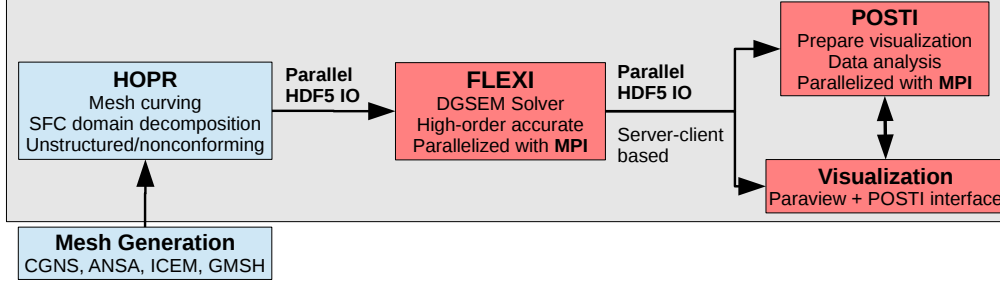 HOPR
Mesh curving
SFC domain decomposition
Unstructured/nonconforming
Parallel
HDF5 IO
FLEXI
DGSEM Solver
High-order accurate
Parallelized with MPI
Parallel
HDF5 IO
Server-client
based
POSTI
Prepare visualization
Data analysis
Parallelized with MPI
Visualization
Paraview + POSTI interface
Mesh Generation
CGNS, ANSA, ICEM, GMSH